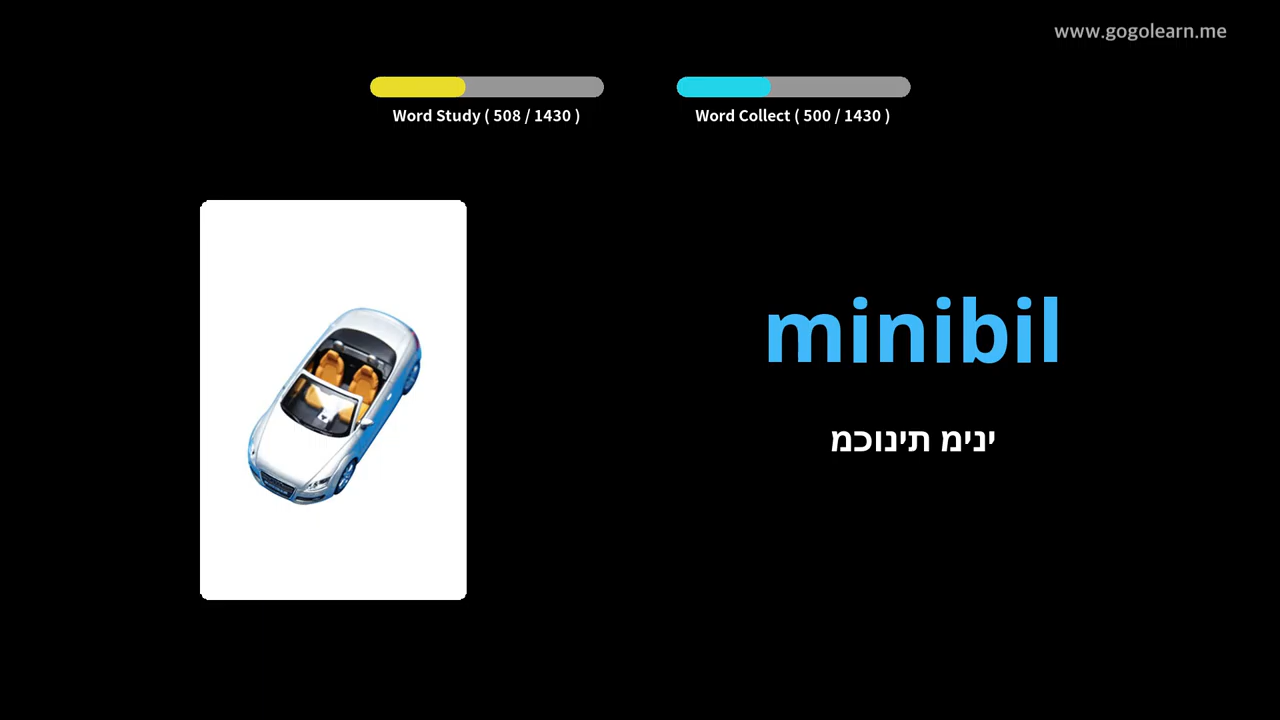 www.gogolearn.me
Word Study ( 508 / 1430 )
Word Collect ( 500 / 1430 )
minibil
ינימ תינוכמ